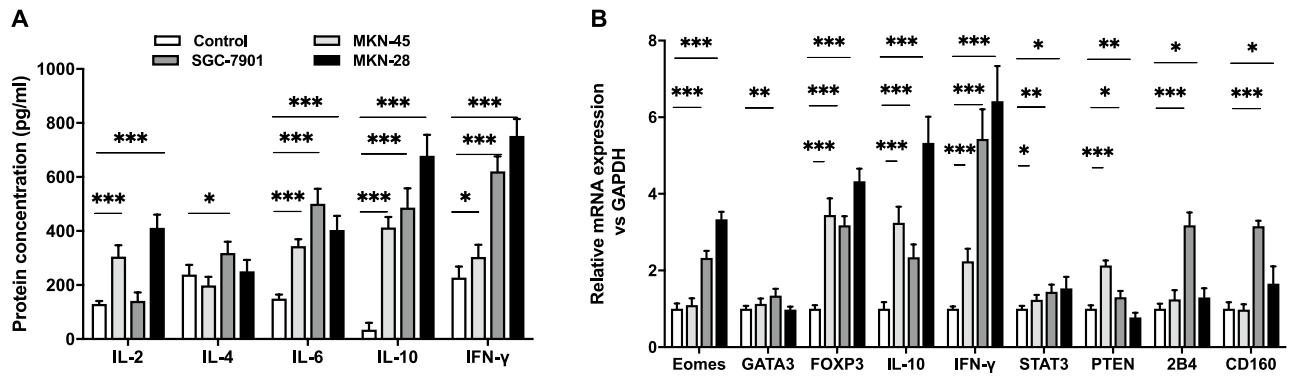 A
Control
MKN-45
SGC-7901
MKN-28
Protein concentration (pg/ml)
1000
800
600
400
200
0
***
***
*
***
***
***
***
***
***
***
***
*
IL-2 IL-4 IL-6 IL-10 IFN-γ
B
Relative mRNA expression
vs GAPDH
8
6
4
2
0
*** *** *** *** * ** * *
*** ** *** *** *** ** * *** ***
*** *** *** * ***
Eomes GATA3 FOXP3 IL-10 IFN-γ STAT3 PTEN 2B4 CD160